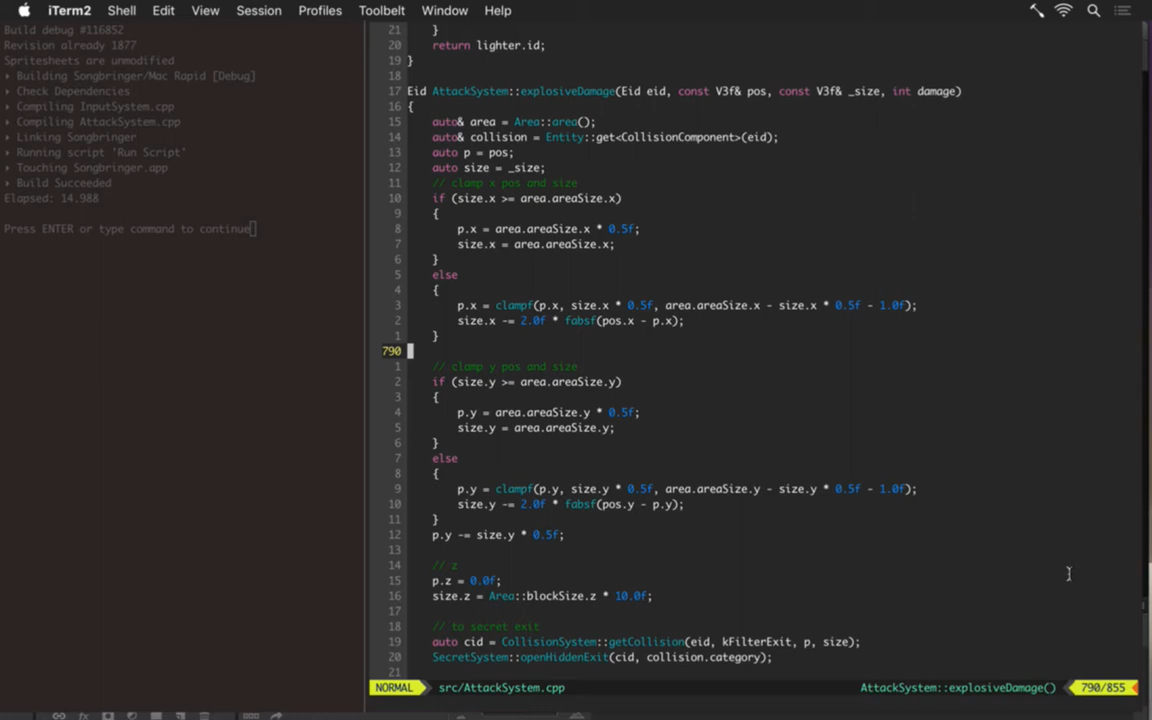 iTerm2 Shell Edit View Session Profiles Toolbelt Window Help
Build debug #116852
Revision already 1877
Spritesheets are unmodified
▸ Building Songbringer/Mac Rapid [Debug]
▸ Check Dependencies
▸ Compiling InputSystem.cpp
▸ Compiling AttackSystem.cpp
▸ Linking Songbringer
▸ Running script 'Run Script'
▸ Touching Songbringer.app
▸ Build Succeeded
Elapsed: 14.988
Press ENTER or type command to continue
21 }
20 return lighter.id;
19 }
18
17 Eid AttackSystem::explosiveDamage(Eid eid, const V3f& pos, const V3f& _size, int damage)
16 {
15 auto& area = Area::area();
14 auto& collision = Entity::get<CollisionComponent>(eid);
13 auto p = pos;
12 auto size = _size;
11 // clamp x pos and size
10 if (size.x >= area.areaSize.x)
9 {
8 p.x = area.areaSize.x * 0.5f;
7 size.x = area.areaSize.x;
6 }
5 else
4 {
3 p.x = clampf(p.x, size.x * 0.5f, area.areaSize.x - size.x * 0.5f - 1.0f);
2 size.x -= 2.0f * fabsf(pos.x - p.x);
1 }
790
1 // clamp y pos and size
2 if (size.y >= area.areaSize.y)
3 {
4 p.y = area.areaSize.y * 0.5f;
5 size.y = area.areaSize.y;
6 }
7 else
8 {
9 p.y = clampf(p.y, size.y * 0.5f, area.areaSize.y - size.y * 0.5f - 1.0f);
10 size.y -= 2.0f * fabsf(pos.y - p.y);
11 }
12 p.y -= size.y * 0.5f;
13
14 // z
15 p.z = 0.0f;
16 size.z = Area::blockSize.z * 10.0f;
17
18 // to secret exit
19 auto cid = CollisionSystem::getCollision(eid, kFilterExit, p, size);
20 SecretSystem::openHiddenExit(cid, collision.category);
21
NORMAL src/AttackSystem.cpp AttackSystem::explosiveDamage() 790/855